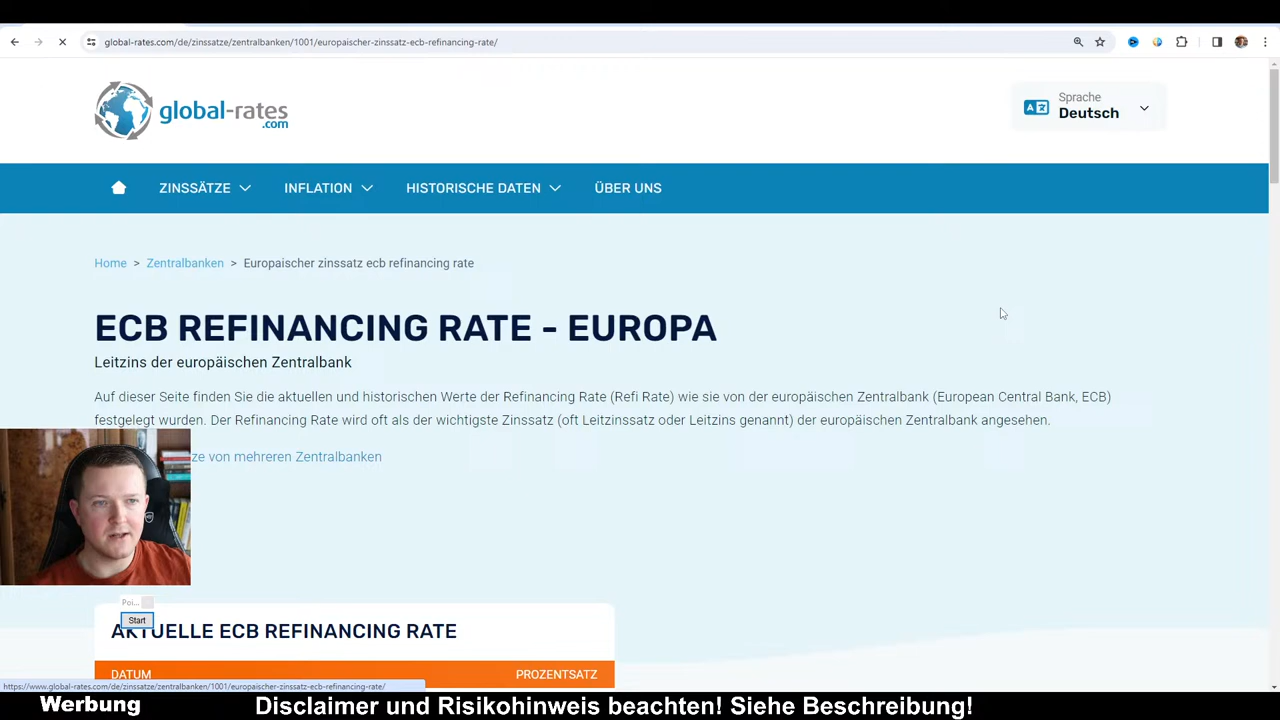 global-rates.com/de/zinssatze/zentralbanken/1001/europaischer-zinssatz-ecb-refinancing-rate/
global-rates
.com
Sprache
Deutsch
ZINSSÄTZE
INFLATION
HISTORISCHE DATEN
ÜBER UNS
Home > Zentralbanken > Europaischer zinssatz ecb refinancing rate
ECB REFINANCING RATE - EUROPA
Leitzins der europäischen Zentralbank
Auf dieser Seite finden Sie die aktuellen und historischen Werte der Refinancing Rate (Refi Rate) wie sie von der europäischen Zentralbank (European Central Bank, ECB)
festgelegt wurden. Der Refinancing Rate wird oft als der wichtigste Zinssatz (oft Leitzinssatz oder Leitzins genannt) der europäischen Zentralbank angesehen.
ze von mehreren Zentralbanken
Poi...
Start
AKTUELLE ECB REFINANCING RATE
DATUM PROZENTSATZ
https://www.global-rates.com/de/zinssatze/zentralbanken/1001/europaischer-zinssatz-ecb-refinancing-rate/
Werbung Disclaimer und Risikohinweis beachten! Siehe Beschreibung!